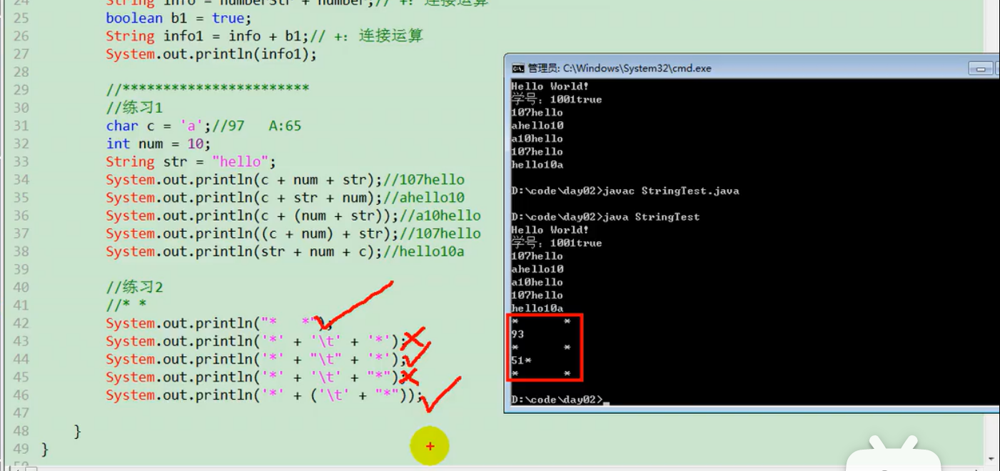 24 String info = numberStr + number;// +: 连接运算
25 boolean b1 = true;
26 String info1 = info + b1;// +: 连接运算
27 System.out.println(info1);
28
29 //***********************
30 //练习1
31 char c = 'a';//97 A:65
32 int num = 10;
33 String str = "hello";
34 System.out.println(c + num + str);//107hello
35 System.out.println(c + str + num);//ahello10
36 System.out.println(c + (num + str));//a10hello
37 System.out.println((c + num) + str);//107hello
38 System.out.println(str + num + c);//hello10a
39
40 //练习2
41 //* *
42 System.out.println("* *");
43 System.out.println('*' + '\t' + '*');
44 System.out.println('*' + "\t" + '*');
45 System.out.println('*' + '\t' + "*");
46 System.out.println('*' + ('\t' + "*"));
47
48 }
49 }
50
管理员: C:\Windows\System32\cmd.exe
Hello World!
学号: 1001true
107hello
ahello10
a10hello
107hello
hello10a
D:\code\day02>javac StringTest.java
D:\code\day02>java StringTest
Hello World!
学号: 1001true
107hello
ahello10
a10hello
107hello
hello10a
* *
93
* *
51*
* *
D:\code\day02>_